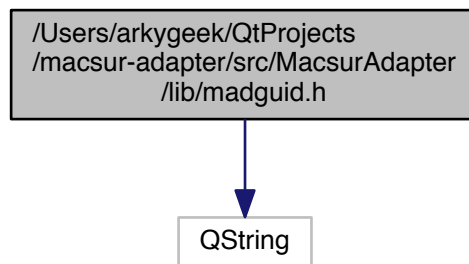 /Users/arkygeek/QtProjects
/macsur-adapter/src/MacsurAdapter
/lib/madguid.h
QString